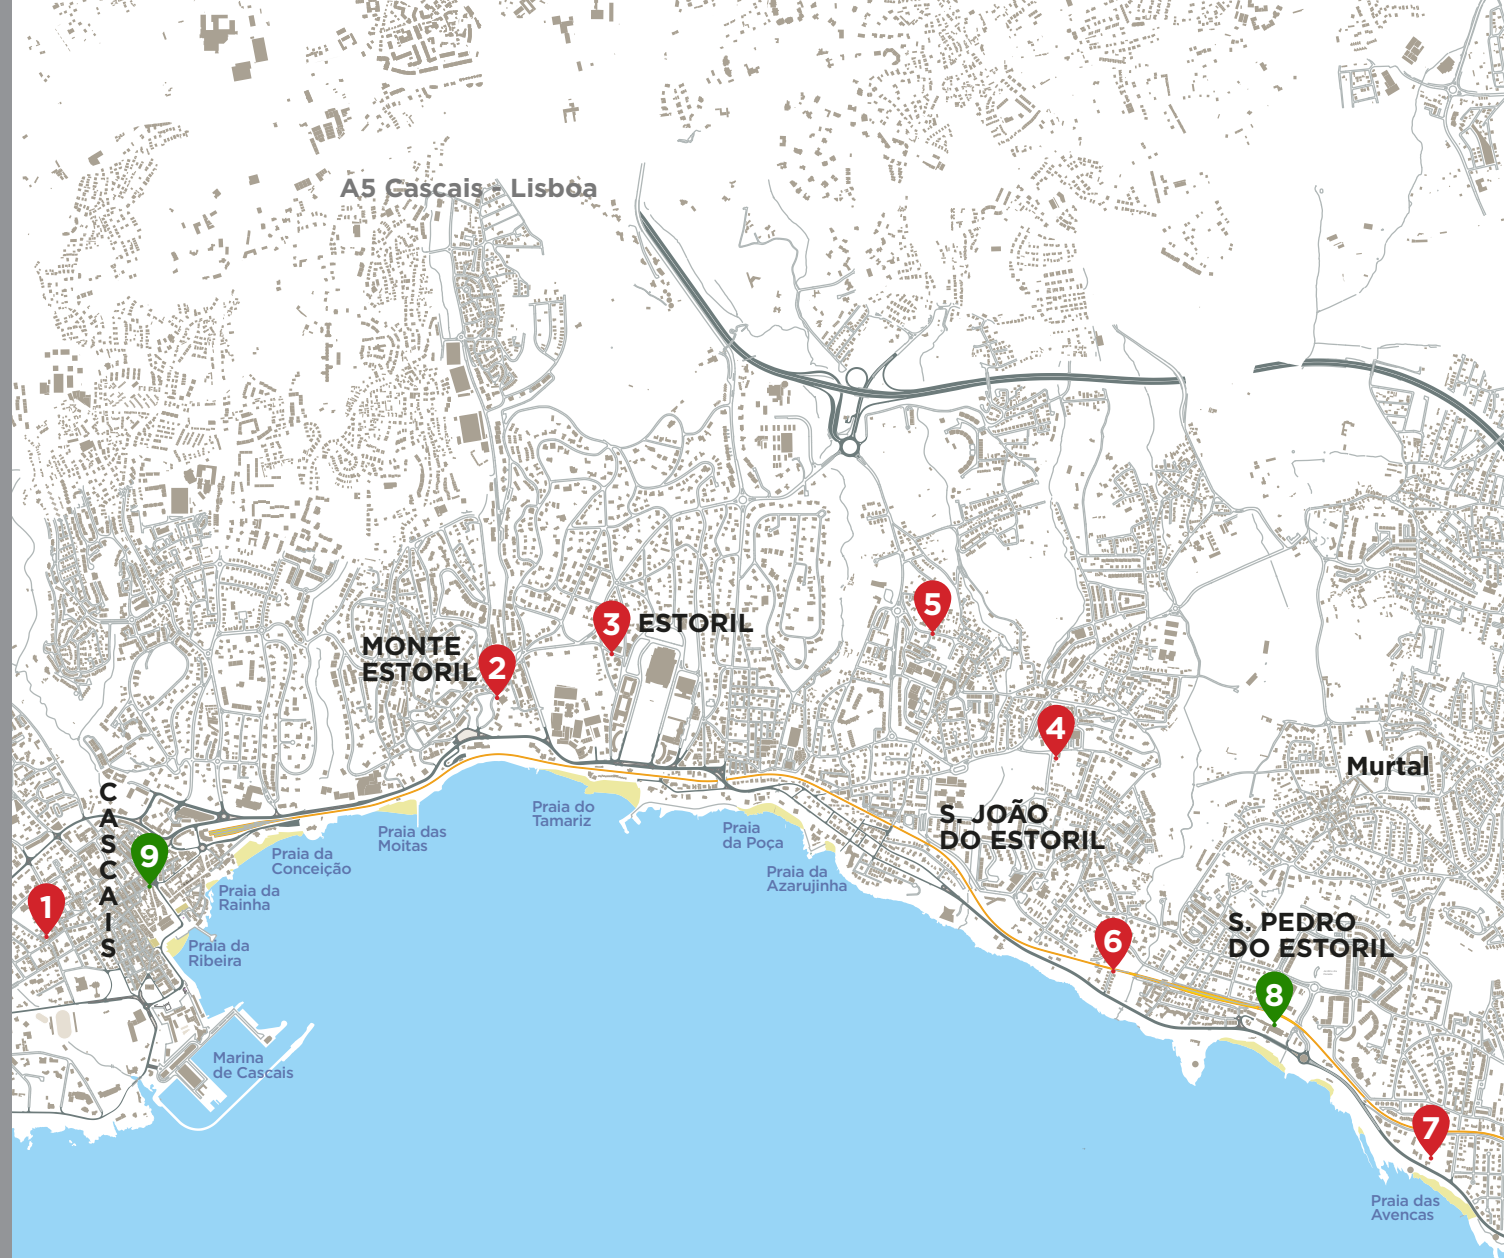 A5 Cascais - Lisboa
5
3
ESTORIL
MONTE
ESTORIL
2
4
Murtal
CASCAIS
Praia do
Tamariz
S. JOÃO
DO ESTORIL
Praia das
Moitas
Praia
da Poça
9
Praia da
Conceição
Praia da
Azarujinha
Praia da
Rainha
1
S. PEDRO
DO ESTORIL
6
Praia da
Ribeira
8
Marina
de Cascais
7
Praia das
Avencas